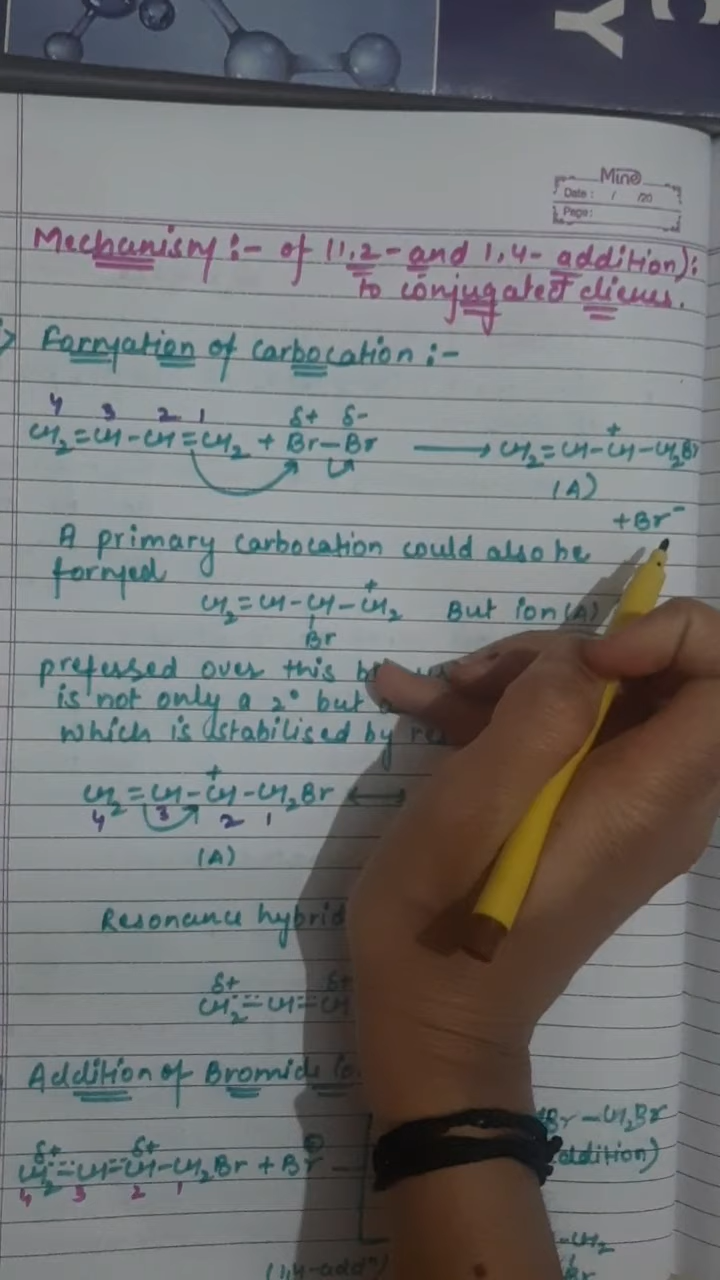 CY
Mine
Date : / /20
Page:
Mechanism :- of (1,2- and 1,4- addition):
to conjugated dienes.
Formation of carbocation :-
4 3 2 1 δ+ δ-
CH2=CH-CH=CH2 + Br-Br ⟶ CH2=CH-CH-CH2Br
+
(A)
+Br-
A primary carbocation could also be
formed
CH2=CH-CH-CH2 But ion (A)
+
Br
preferred over this
is not only a 2° but
which is stabilised by
CH2=CH-CH-CH2Br ⟷
+
4 3 2 1
(A)
Resonance hybrid
δ+ δ+
CH2=CH=CH
Addition of Bromide
δ+ δ+ ⊖
CH2=CH=CH-CH2Br + Br
4 3 2 1
Br-CH2Br
addition)
-CH2
Br
(1,4-addn)